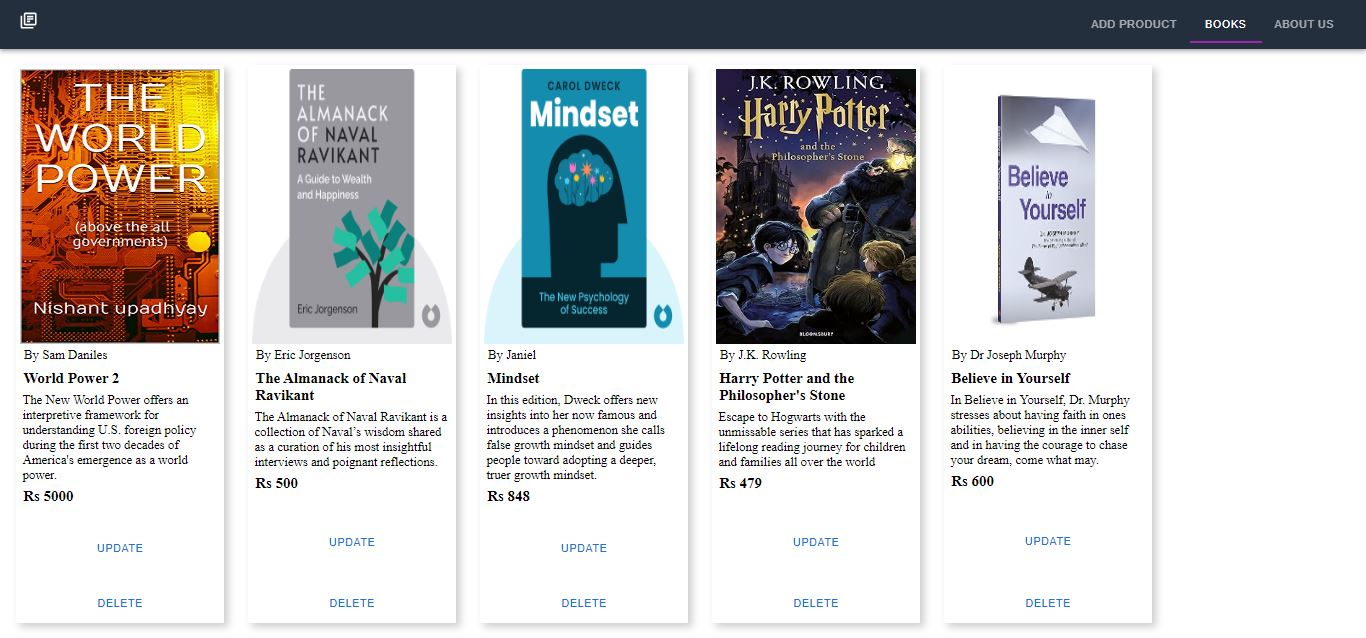 ADD PRODUCT
BOOKS
ABOUT US
THE
WORLD
POWER
(above the all
governments)
Nishant upadhyay
By Sam Daniles
World Power 2
The New World Power offers an
interpretive framework for
understanding U.S. foreign policy
during the first two decades of
America's emergence as a world
power.
Rs 5000
UPDATE
DELETE
THE
ALMANACK
OF NAVAL
RAVIKANT
A Guide to Wealth
and Happiness
Eric Jorgenson
By Eric Jorgenson
The Almanack of Naval
Ravikant
The Almanack of Naval Ravikant is a
collection of Naval’s wisdom shared
as a curation of his most insightful
interviews and poignant reflections.
Rs 500
UPDATE
DELETE
CAROL DWECK
Mindset
The New Psychology
of Success
By Janiel
Mindset
In this edition, Dweck offers new
insights into her now famous and
introduces a phenomenon she calls
false growth mindset and guides
people toward adopting a deeper,
truer growth mindset.
Rs 848
UPDATE
DELETE
J.K. ROWLING
Harry Potter
and the
Philosopher's Stone
BLOOMSBURY
By J.K. Rowling
Harry Potter and the
Philosopher's Stone
Escape to Hogwarts with the
unmissable series that has sparked a
lifelong reading journey for children
and families all over the world
Rs 479
UPDATE
DELETE
Believe
in
Yourself
Dr. JOSEPH MURPHY
By Dr Joseph Murphy
Believe in Yourself
In Believe in Yourself, Dr. Murphy
stresses about having faith in ones
abilities, believing in the inner self
and in having the courage to chase
your dream, come what may.
Rs 600
UPDATE
DELETE